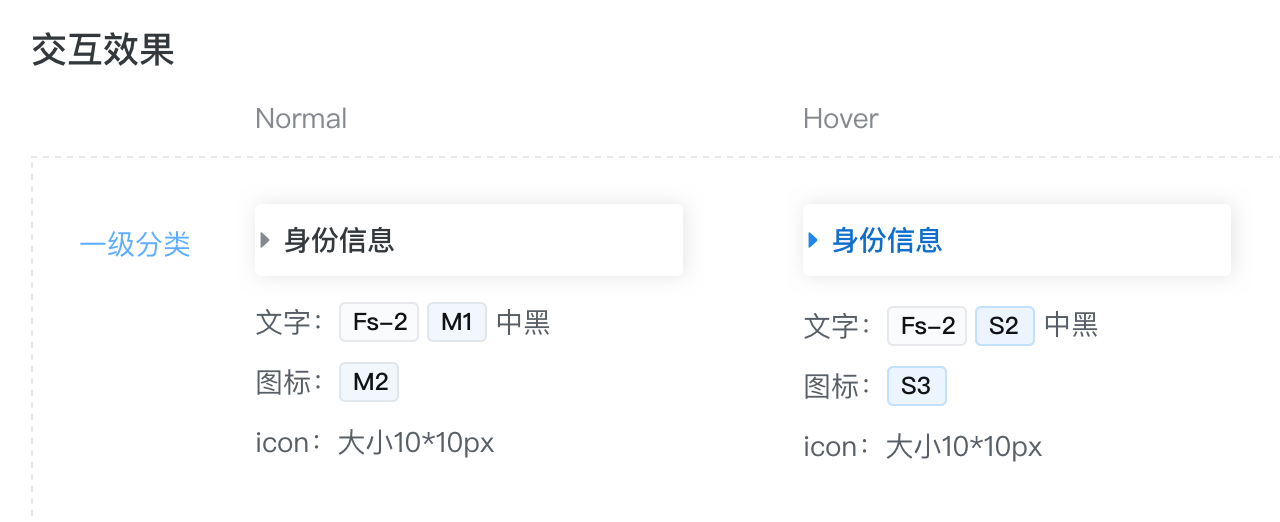 交互效果
Normal Hover
一级分类 身份信息 身份信息
文字： Fs-2 M1 中黑 文字： Fs-2 S2 中黑
图标： M2 图标： S3
icon：大小10*10px icon：大小10*10px